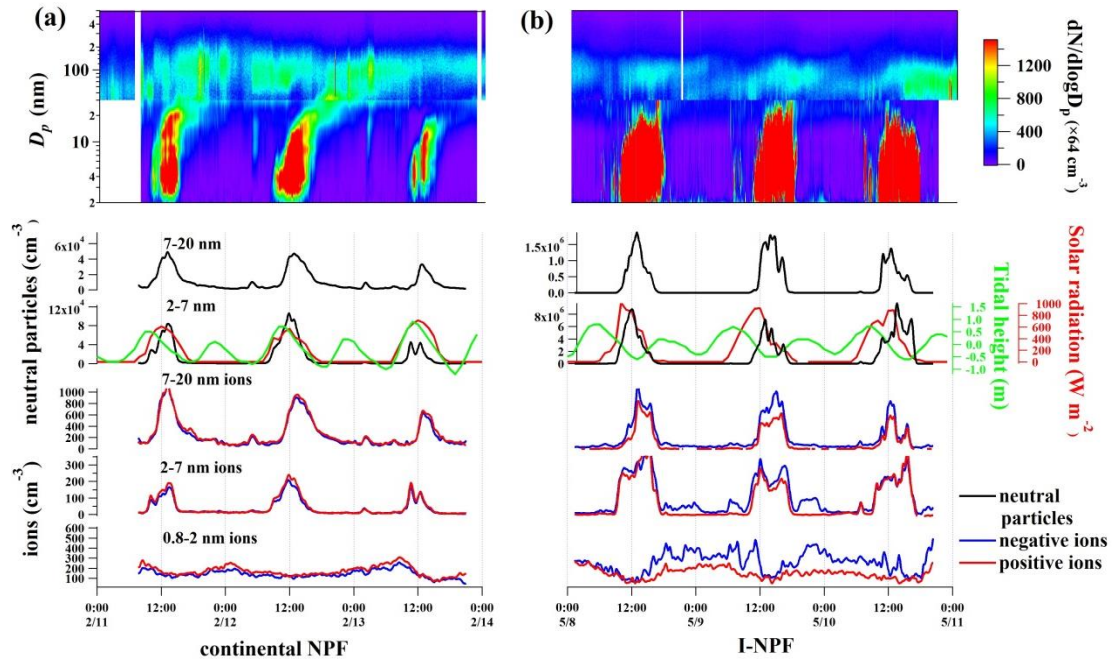 (a)
(b)
D_p (nm)
4
2
100
4
2
10
4
2
dN/dlogD_p (×64 cm⁻³)
1200
800
400
0
neutral particles (cm⁻³)
ions (cm⁻³)
7-20 nm
6x10⁴
4
2
0
2-7 nm
12x10⁴
8
4
0
7-20 nm ions
1000
800
600
400
200
0
2-7 nm ions
300
200
100
0
0.8-2 nm ions
600
500
400
300
200
100
1.5x10⁶
1.0
0.5
0.0
8x10⁶
6
4
2
0
1.5
1.0
0.5
0.0
-0.5
-1.0
Tidal height (m)
1000
800
600
400
200
0
Solar radiation (W m⁻²)
neutral
particles
negative ions
positive ions
0:00 12:00 0:00 12:00 0:00 12:00 0:00
2/11 2/12 2/13 2/14
continental NPF
0:00 12:00 0:00 12:00 0:00 12:00 0:00
5/8 5/9 5/10 5/11
I-NPF